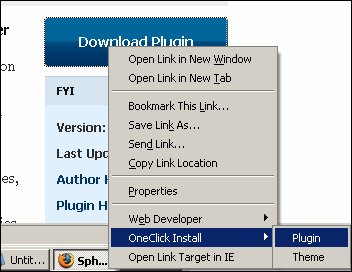 er
on
Download Plugin
FYI
Version:
Last Upd
Author H
Plugin H
es,
Open Link in New Window
Open Link in New Tab
Bookmark This Link...
Save Link As...
Send Link...
Copy Link Location
Properties
Web Developer
OneClick Install
Open Link Target in IE
Plugin
Theme
Untit...
Sph